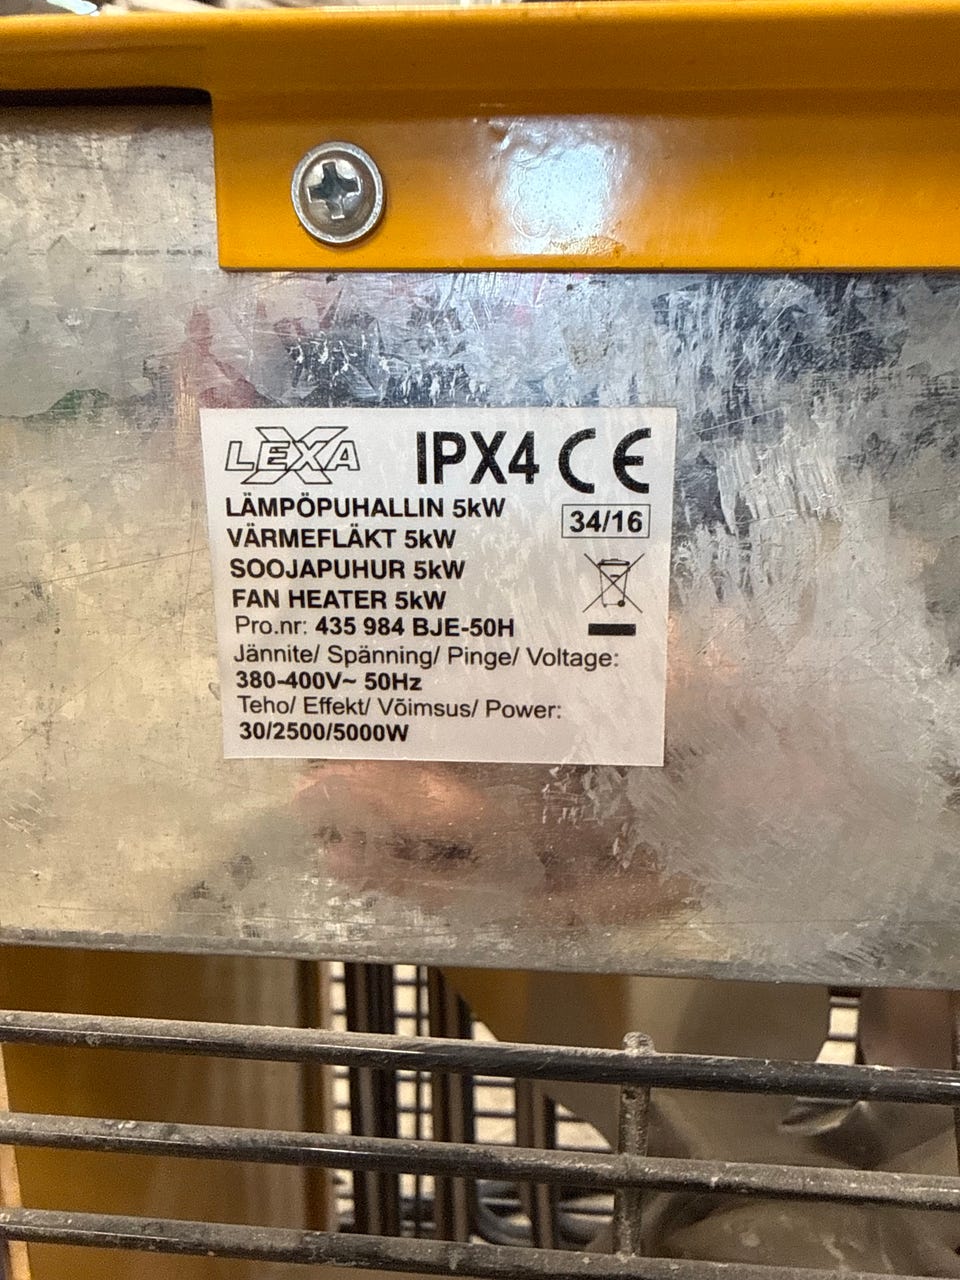 LEXA IPX4 CE
LÄMPÖPUHALLIN 5kW
34/16
VÄRMEFLÄKT 5kW
SOOJAPUHUR 5kW
FAN HEATER 5kW
Pro.nr: 435 984 BJE-50H
Jännite/ Spänning/ Pinge/ Voltage:
380-400V~ 50Hz
Teho/ Effekt/ Võimsus/ Power:
30/2500/5000W